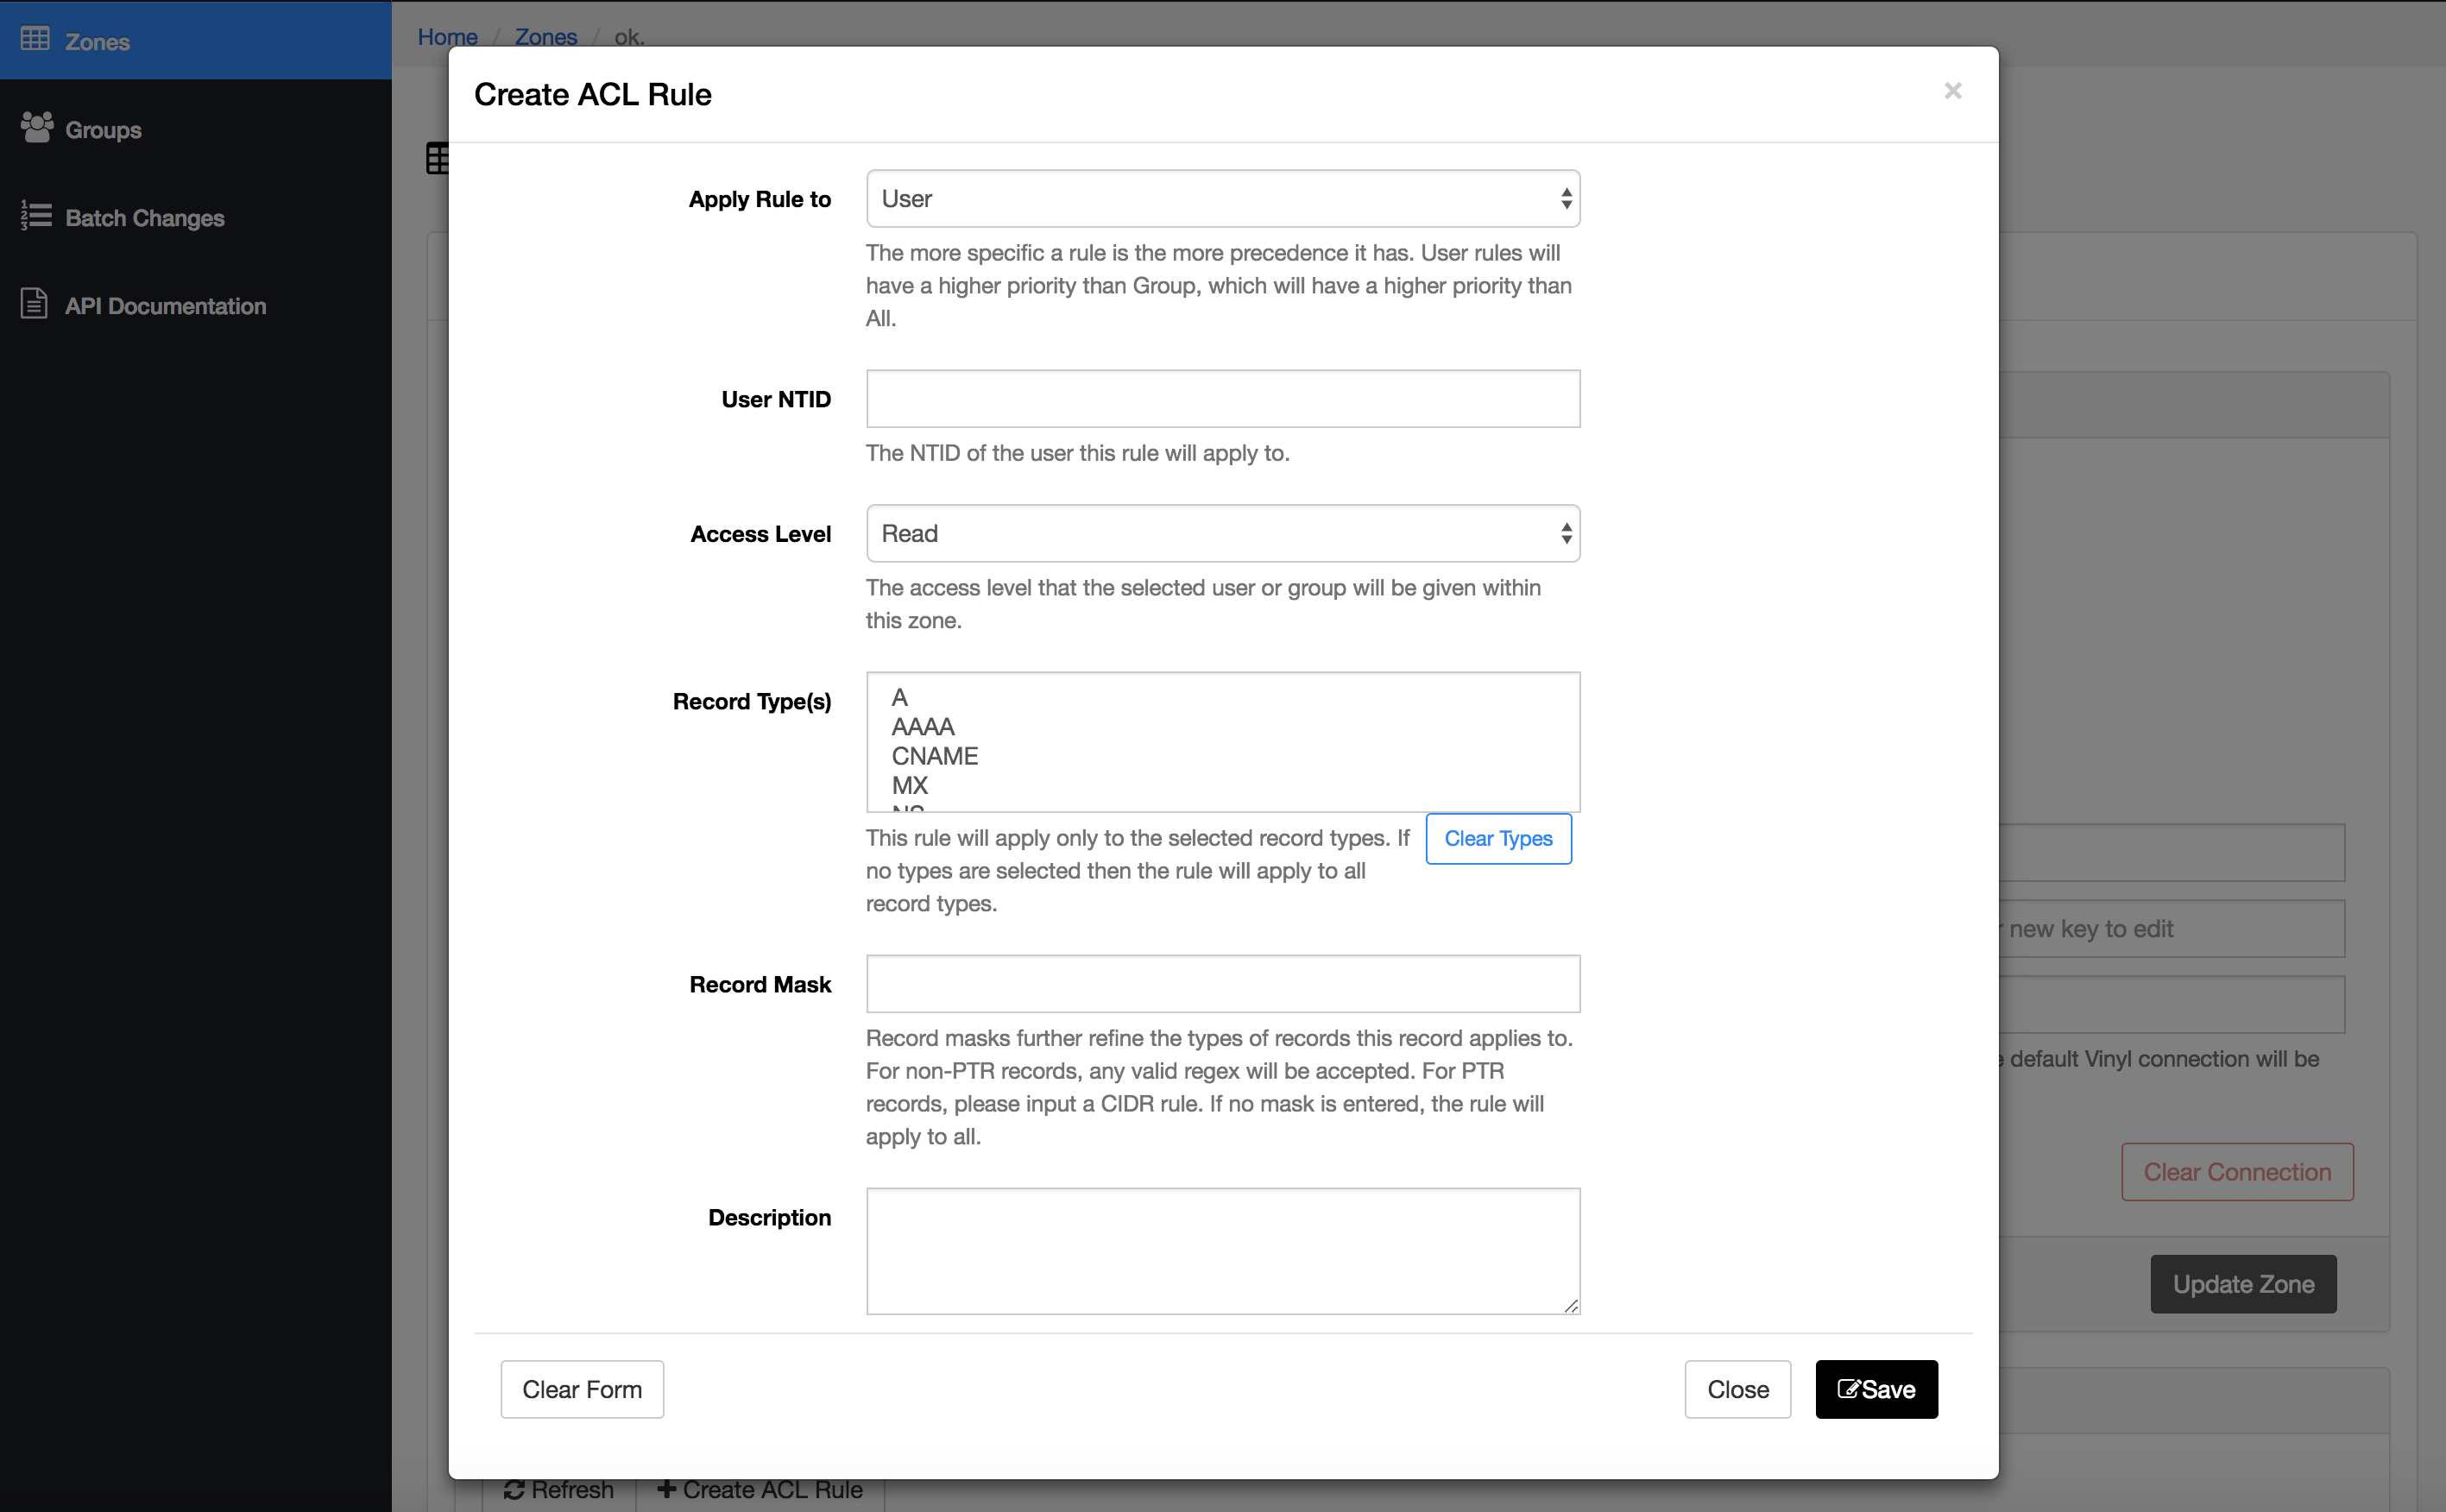 Zones
Groups
Batch Changes
API Documentation
Home / Zones / ok.
Create ACL Rule
×
Apply Rule to
User
The more specific a rule is the more precedence it has. User rules will
have a higher priority than Group, which will have a higher priority than
All.
User NTID
The NTID of the user this rule will apply to.
Access Level
Read
The access level that the selected user or group will be given within
this zone.
Record Type(s)
A
AAAA
CNAME
MX
NS
This rule will apply only to the selected record types. If
no types are selected then the rule will apply to all
record types.
Clear Types
Record Mask
Record masks further refine the types of records this record applies to.
For non-PTR records, any valid regex will be accepted. For PTR
records, please input a CIDR rule. If no mask is entered, the rule will
apply to all.
Description
Clear Form
Close
Save
new key to edit
default Vinyl connection will be
Clear Connection
Update Zone
Refresh
Create ACL Rule